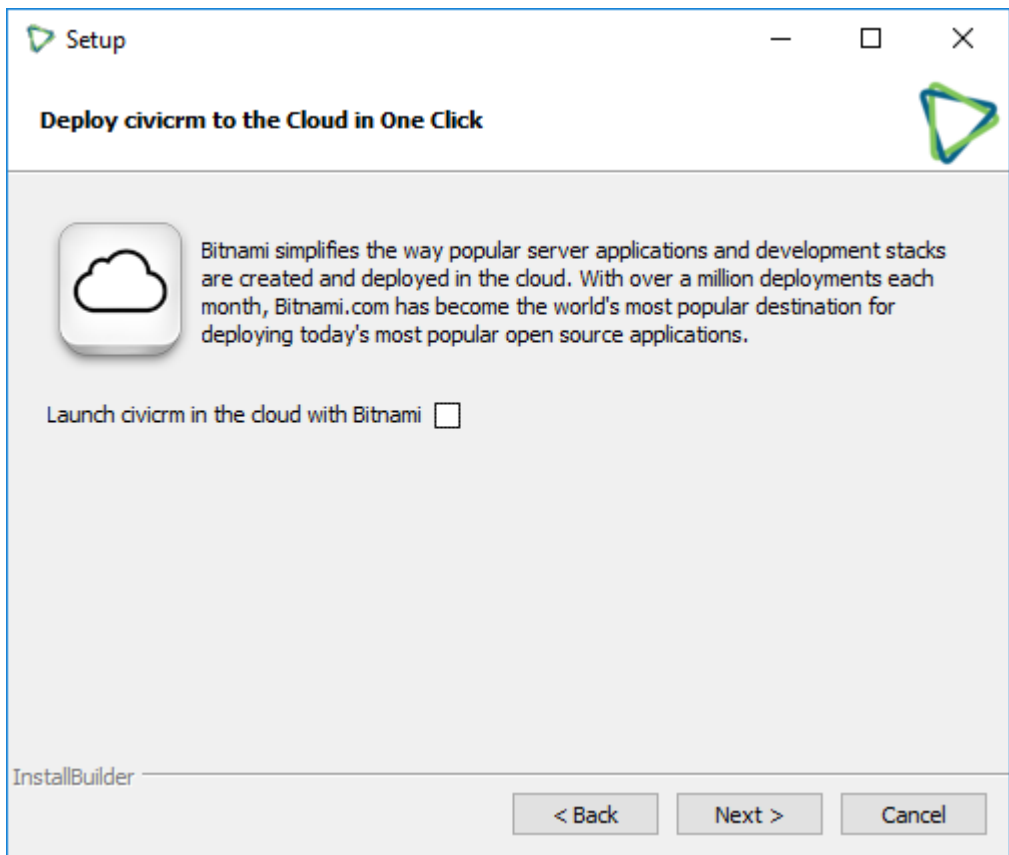 Setup
Deploy civicrm to the Cloud in One Click
Bitnami simplifies the way popular server applications and development stacks
are created and deployed in the cloud. With over a million deployments each
month, Bitnami.com has become the world's most popular destination for
deploying today's most popular open source applications.
Launch civicrm in the cloud with Bitnami
InstallBuilder
< Back Next > Cancel